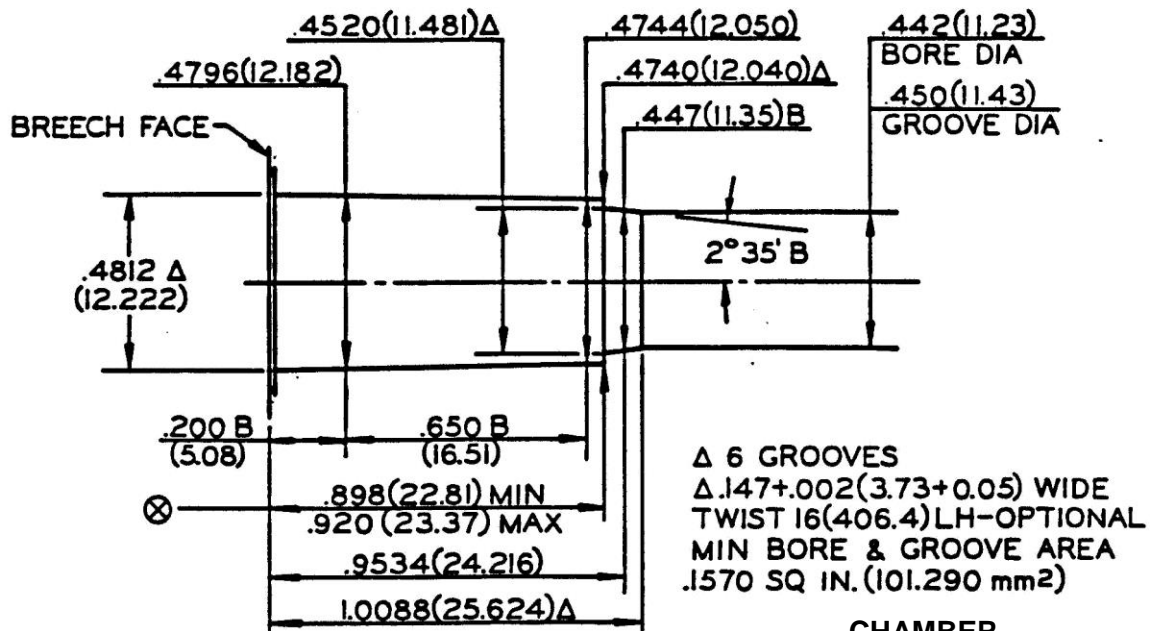 .4520(11.481)Δ
.4744(12.050)
.442(11.23)
BORE DIA
.4796(12.182)
.4740(12.040)Δ
.450(11.43)
GROOVE DIA
BREECH FACE
.447(11.35)B
2°35' B
.4812 Δ
(12.222)
.200 B
(5.08)
.650 B
(16.51)
⊗
.898(22.81) MIN
.920 (23.37) MAX
.9534(24.216)
1.0088(25.624)Δ
Δ 6 GROOVES
Δ.147+.002(3.73+0.05) WIDE
TWIST 16(406.4) LH-OPTIONAL
MIN BORE & GROOVE AREA
.1570 SQ IN.(101.290 mm2)
CHAMBER